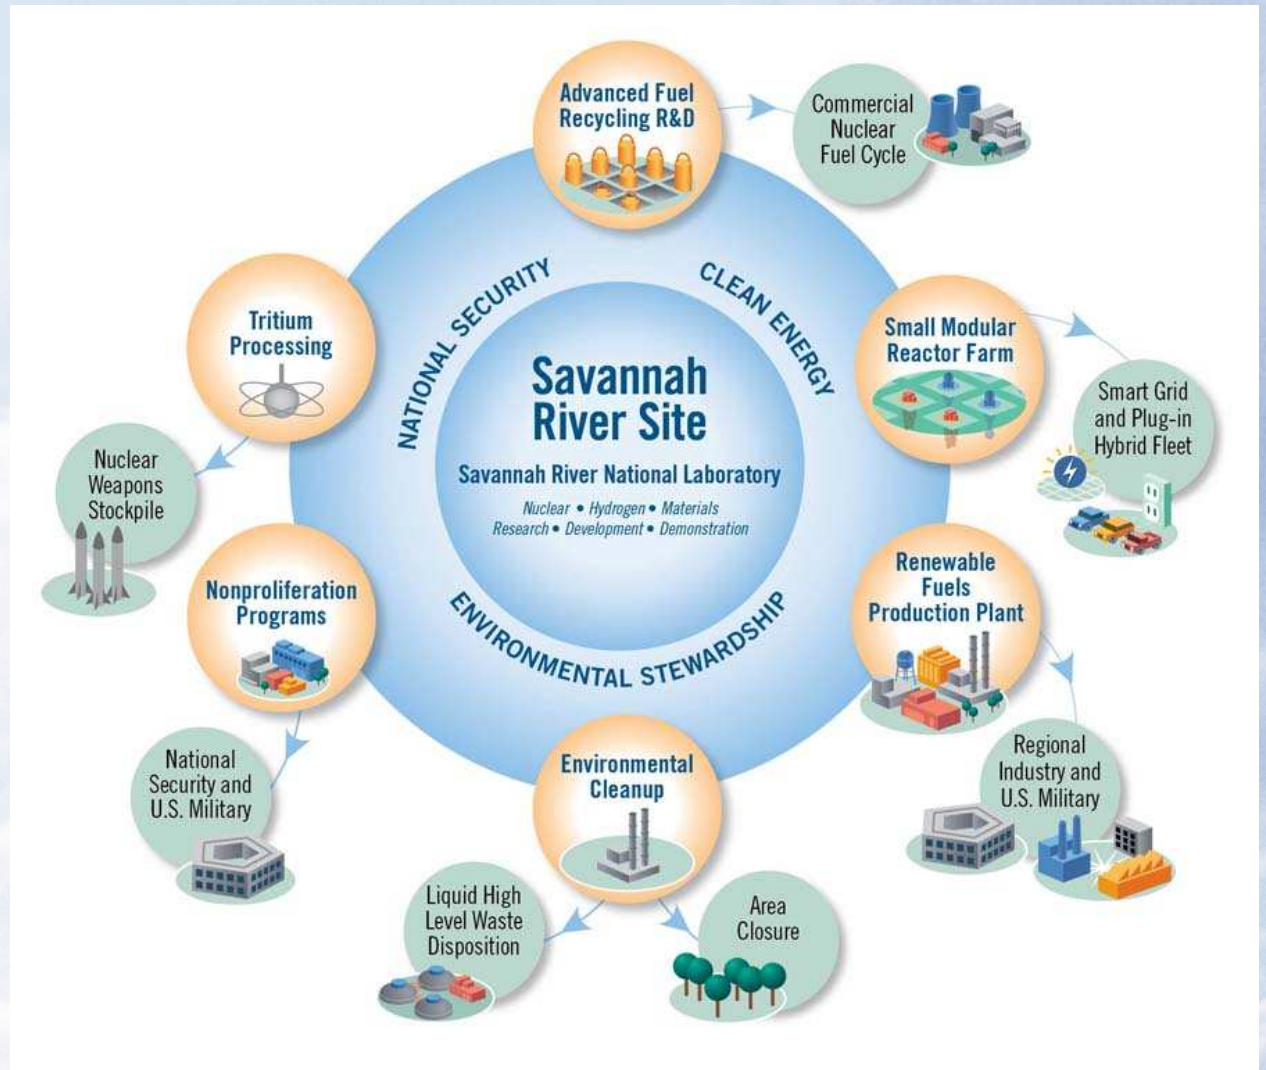 Advanced Fuel
Recycling R&D
Commercial
Nuclear
Fuel Cycle
NATIONAL SECURITY
CLEAN ENERGY
Tritium
Processing
Small Modular
Reactor Farm
Savannah
River Site
Savannah River National Laboratory
Nuclear • Hydrogen • Materials
Research • Development • Demonstration
Smart Grid
and Plug-in
Hybrid Fleet
Nuclear
Weapons
Stockpile
Nonproliferation
Programs
Renewable
Fuels
Production Plant
ENVIRONMENTAL STEWARDSHIP
National
Security and
U.S. Military
Environmental
Cleanup
Regional
Industry and
U.S. Military
Liquid High
Level Waste
Disposition
Area
Closure